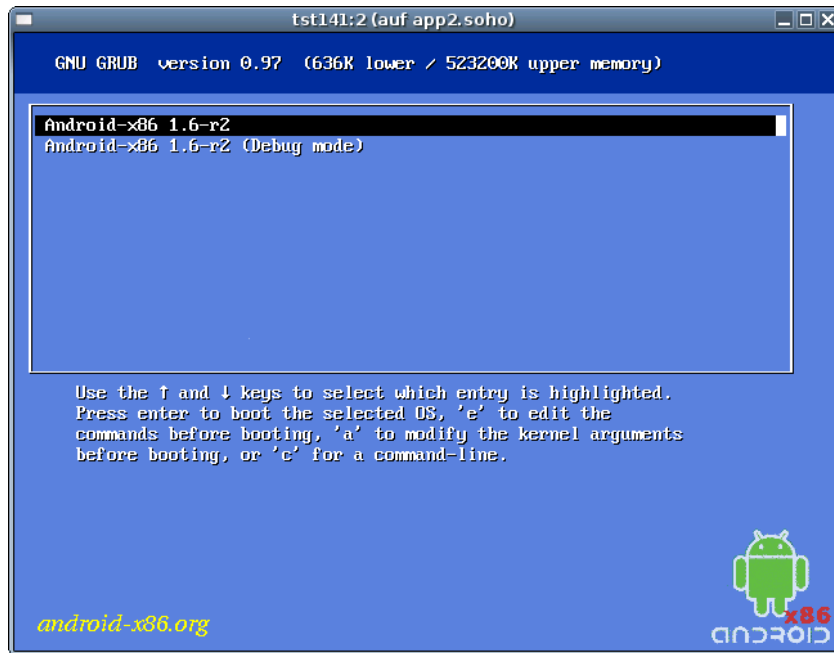 tst141:2 (auf app2.soho)
GNU GRUB version 0.97 (636K lower / 523200K upper memory)
Android-x86 1.6-r2
Android-x86 1.6-r2 (Debug mode)
Use the ↑ and ↓ keys to select which entry is highlighted.
Press enter to boot the selected OS, 'e' to edit the
commands before booting, 'a' to modify the kernel arguments
before booting, or 'c' for a command-line.
android-x86.org
x86
ANDROID